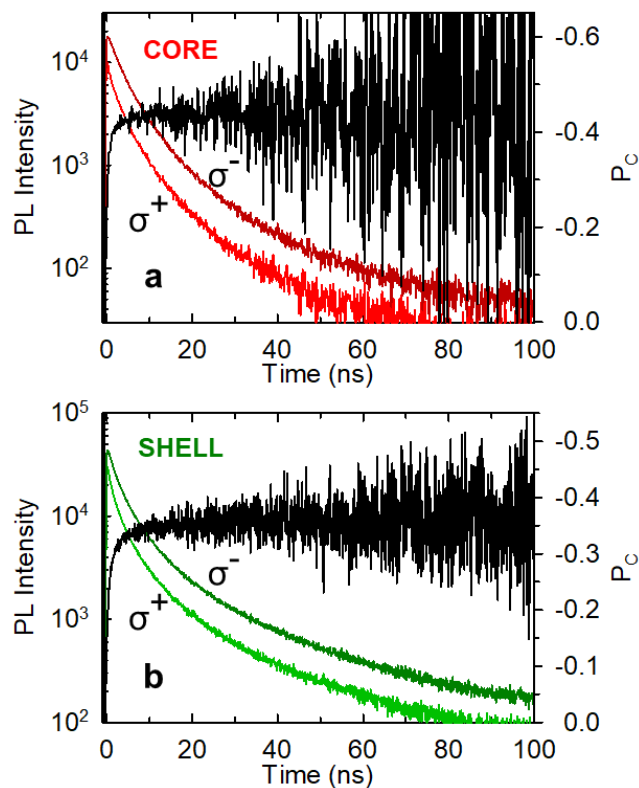 10⁴
10³
10²
PL Intensity
CORE
σ⁻
σ⁺
a
-0.6
-0.4
-0.2
0.0
P_C
0 20 40 60 80 100
Time (ns)
10⁵
10⁴
10³
10²
PL Intensity
SHELL
σ⁻
σ⁺
b
-0.5
-0.4
-0.3
-0.2
-0.1
0.0
P_C
0 20 40 60 80 100
Time (ns)